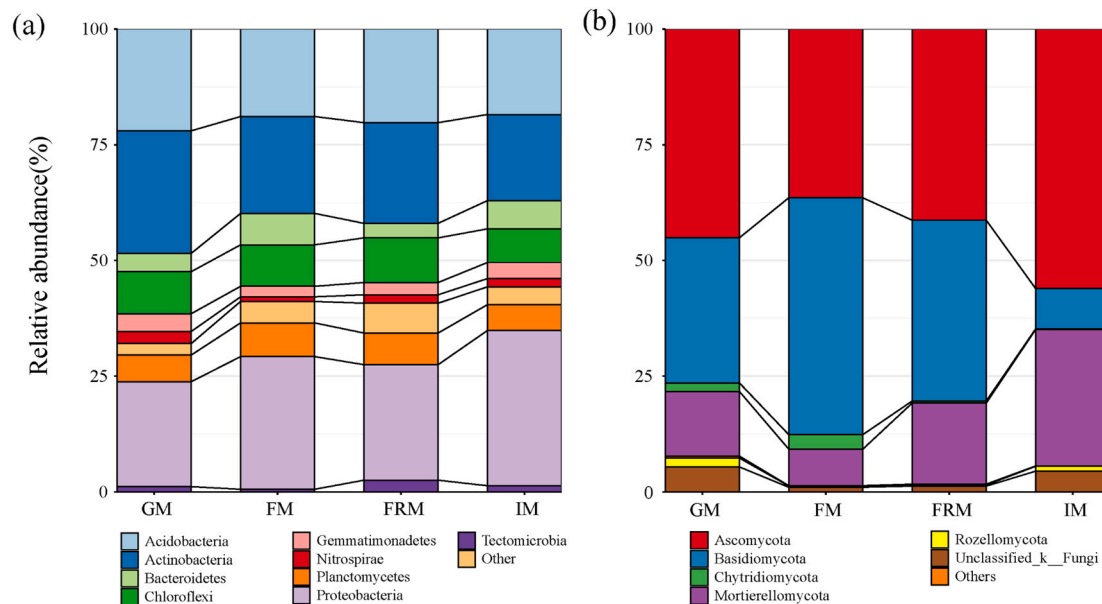 (a)
(b)
Relative abundance(%)
100
75
50
25
0
GM FM FRM IM
100
75
50
25
0
GM FM FRM IM
Acidobacteria
Actinobacteria
Bacteroidetes
Chloroflexi
Gemmatimonadetes
Nitrospirae
Planctomycetes
Proteobacteria
Tectomicrobia
Other
Ascomycota
Basidiomycota
Chytridiomycota
Mortierellomycota
Rozellomycota
Unclassified_k__Fungi
Others